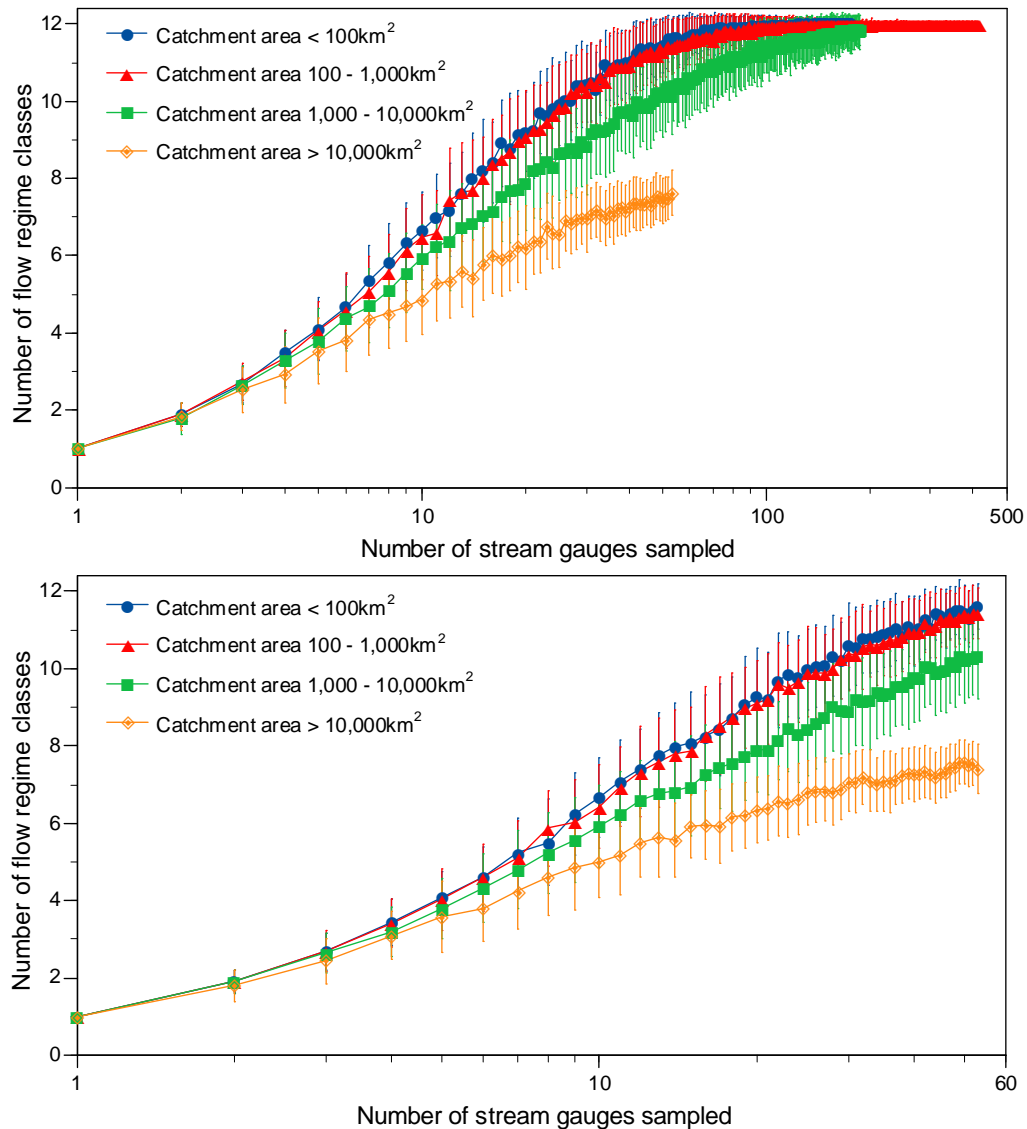 12
10
8
6
4
2
0
Number of flow regime classes
Catchment area < 100km²
Catchment area 100 - 1,000km²
Catchment area 1,000 - 10,000km²
Catchment area > 10,000km²
1
10
100
500
Number of stream gauges sampled
12
10
8
6
4
2
0
Number of flow regime classes
Catchment area < 100km²
Catchment area 100 - 1,000km²
Catchment area 1,000 - 10,000km²
Catchment area > 10,000km²
1
10
60
Number of stream gauges sampled